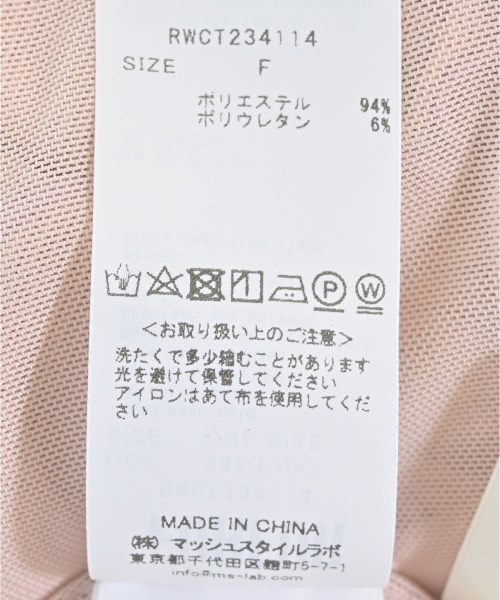 RWCT234114
SIZE F
ポリエステル 94%
ポリウレタン 6%
P W
<お取り扱い上のご注意>
洗たくで多少縮むことがあります
光を避けて保管してください
アイロンはあて布を使用してくだ
さい
MADE IN CHINA
(株) マッシュスタイルラボ
東京都千代田区麹町5-7-1
info@ms-lab.com